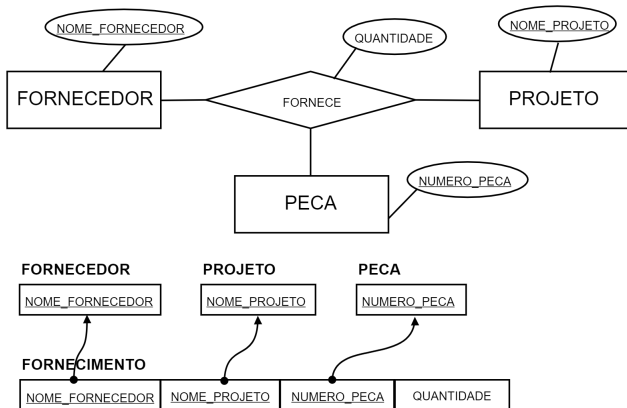 NOME_FORNECEDOR
QUANTIDADE
NOME_PROJETO
FORNECEDOR
FORNECE
PROJETO
PECA
NUMERO_PECA
FORNECEDOR PROJETO PECA
NOME_FORNECEDOR NOME_PROJETO NUMERO_PECA
FORNECIMENTO
NOME_FORNECEDOR NOME_PROJETO NUMERO_PECA QUANTIDADE